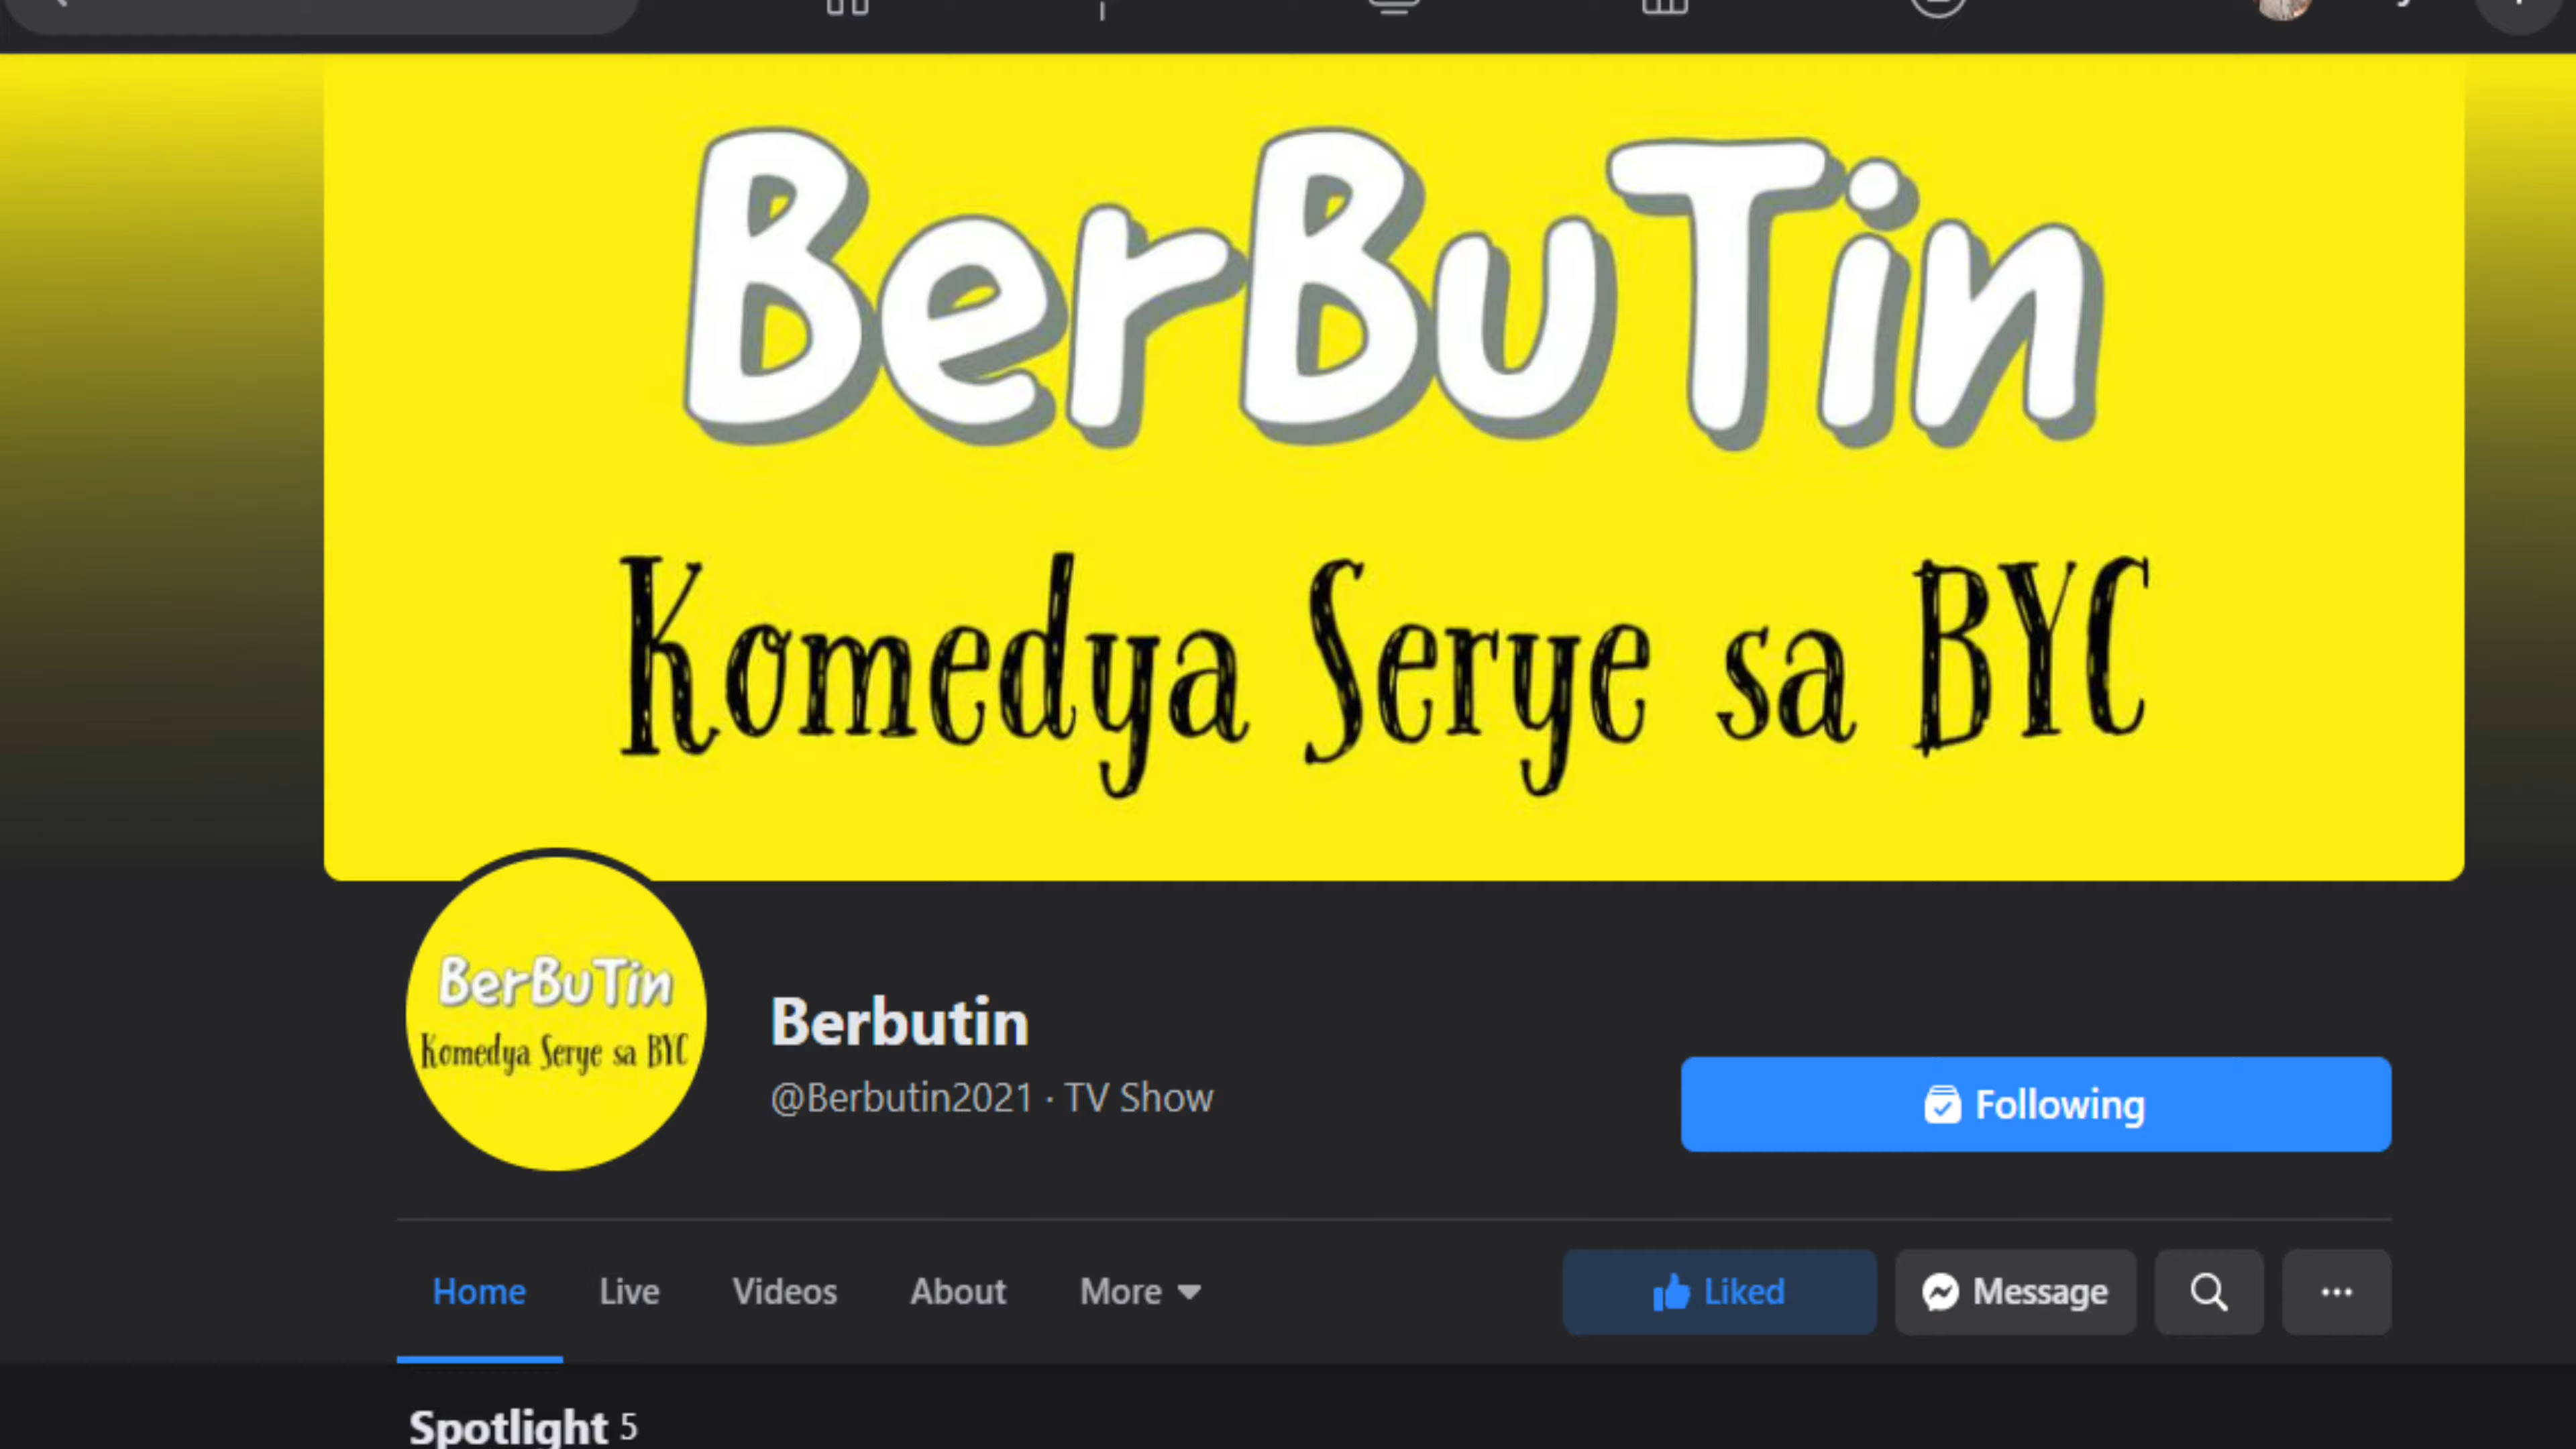 BerBuTin
Komedya Serye sa BYC
BerBuTin
Komedya Serye sa BYC
Berbutin
@Berbutin2021 · TV Show
Following
Home Live Videos About More
Liked Message
Spotlight 5